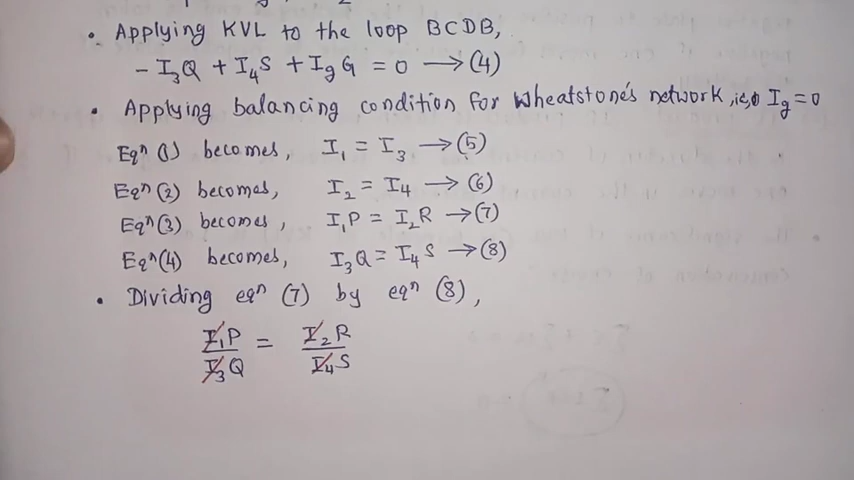 • Applying KVL to the loop BCDB,
- I₃Q + I₄S + I_g G = 0 → (4)
• Applying balancing condition for Wheatstone's network, i.e, I_g = 0
Eqⁿ (1) becomes, I₁ = I₃ → (5)
Eqⁿ (2) becomes, I₂ = I₄ → (6)
Eqⁿ (3) becomes, I₁P = I₂R → (7)
Eqⁿ (4) becomes, I₃Q = I₄S → (8)
• Dividing eqⁿ (7) by eqⁿ (8),
I₁P / I₃Q = I₂R / I₄S